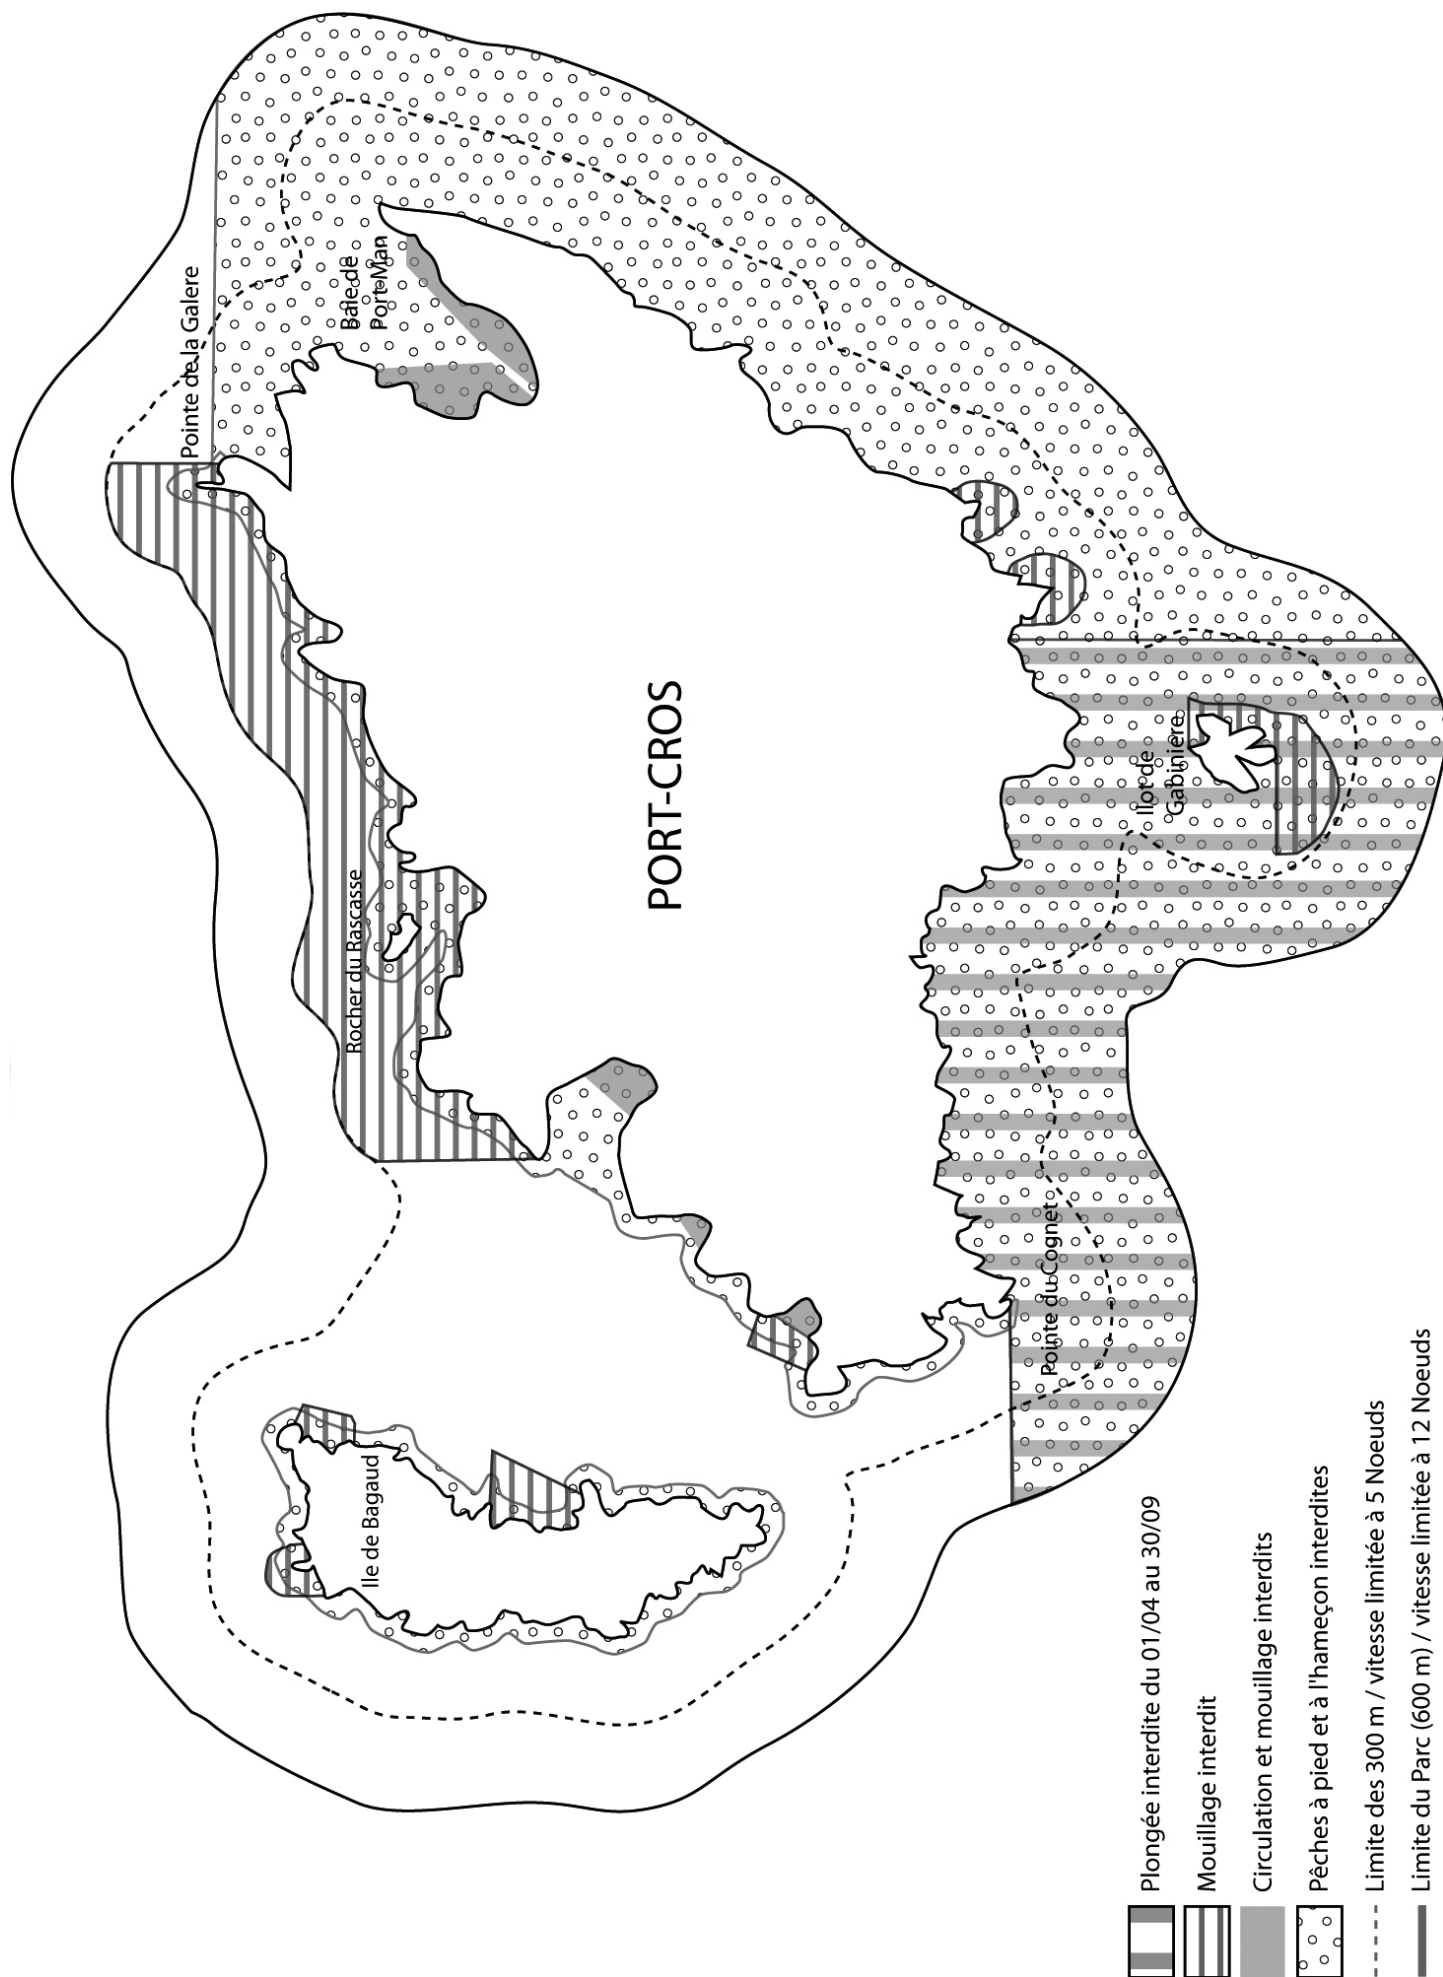 Pointe de la Galere
Baie de
Port-Man
Rocher du Rascasse
PORT-CROS
Ile de Bagaud
Ilot de
Gabiniere
Pointe du Cognet
Plongée interdite du 01/04 au 30/09
Mouillage interdit
Circulation et mouillage interdits
Pêches à pied et à l'hameçon interdites
Limite des 300 m / vitesse limitée à 5 Noeuds
Limite du Parc (600 m) / vitesse limitée à 12 Noeuds